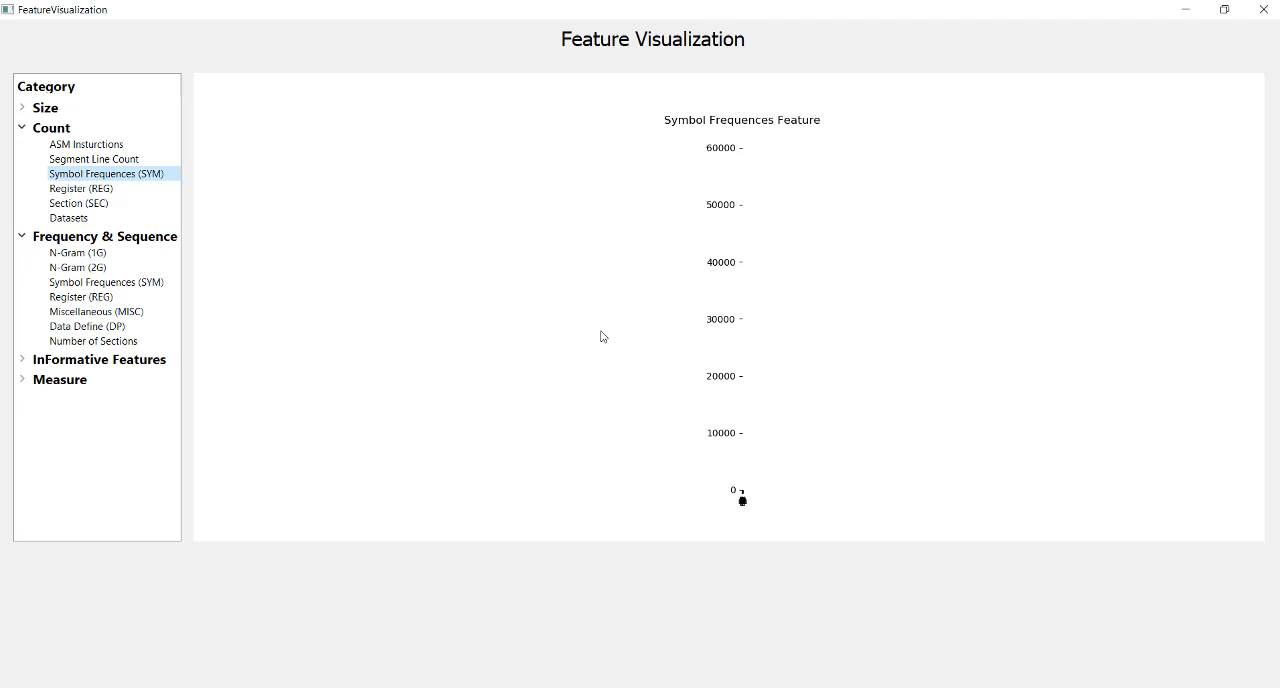 FeatureVisualization
Feature Visualization
Category
Size
Count
ASM Insturctions
Segment Line Count
Symbol Frequences (SYM)
Register (REG)
Section (SEC)
Datasets
Frequency & Sequence
N-Gram (1G)
N-Gram (2G)
Symbol Frequences (SYM)
Register (REG)
Miscellaneous (MISC)
Data Define (DP)
Number of Sections
InFormative Features
Measure
Symbol Frequences Feature
60000
50000
40000
30000
20000
10000
0